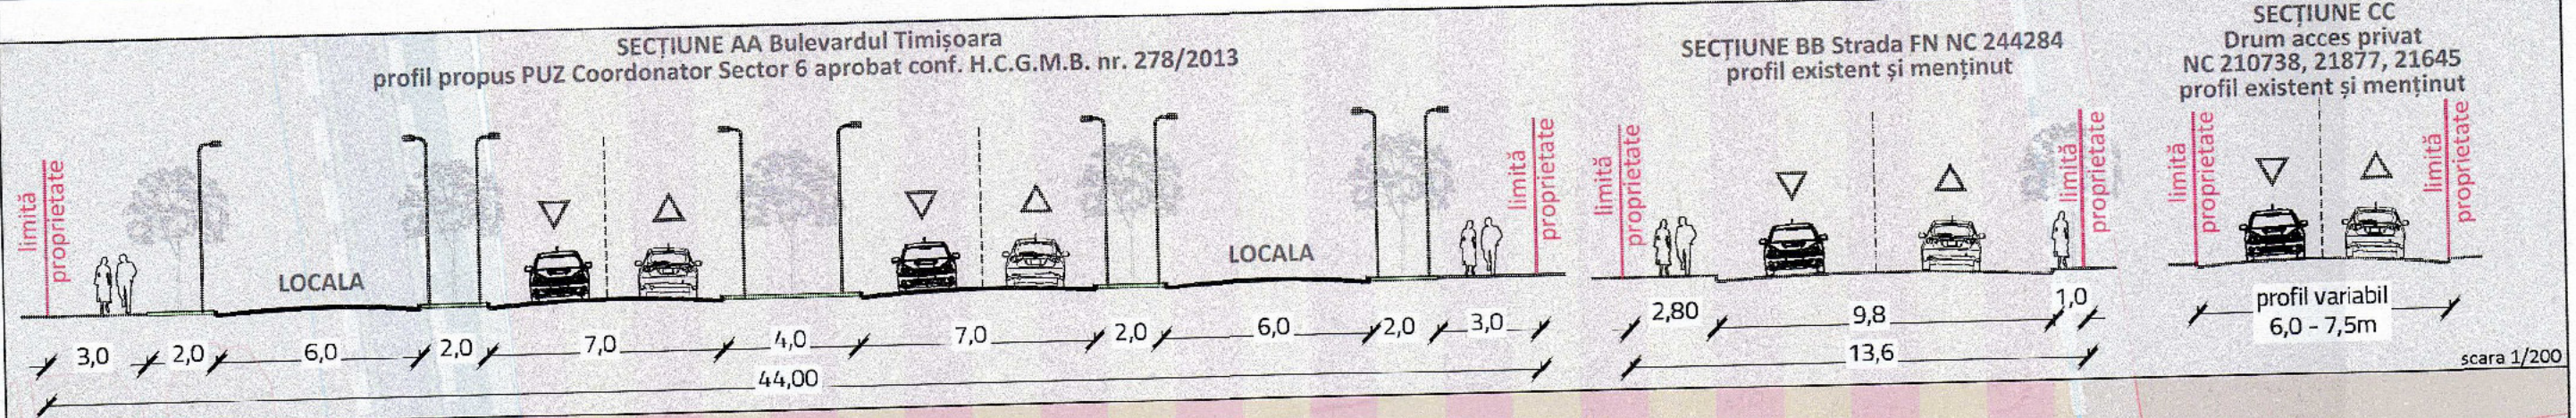 SECȚIUNE AA Bulevardul Timișoara
profil propus PUZ Coordonator Sector 6 aprobat conf. H.C.G.M.B. nr. 278/2013
limită
proprietate
LOCALA
LOCALA
limită
proprietate
3,0 2,0 6,0 2,0 7,0 4,0 7,0 2,0 6,0 2,0 3,0
44,00
SECȚIUNE BB Strada FN NC 244284
profil existent și menținut
limită
proprietate
limită
proprietate
2,80 9,8 1,0
13,6
SECȚIUNE CC
Drum acces privat
NC 210738, 21877, 21645
profil existent și menținut
limită
proprietate
limită
proprietate
profil variabil
6,0 - 7,5m
scara 1/200